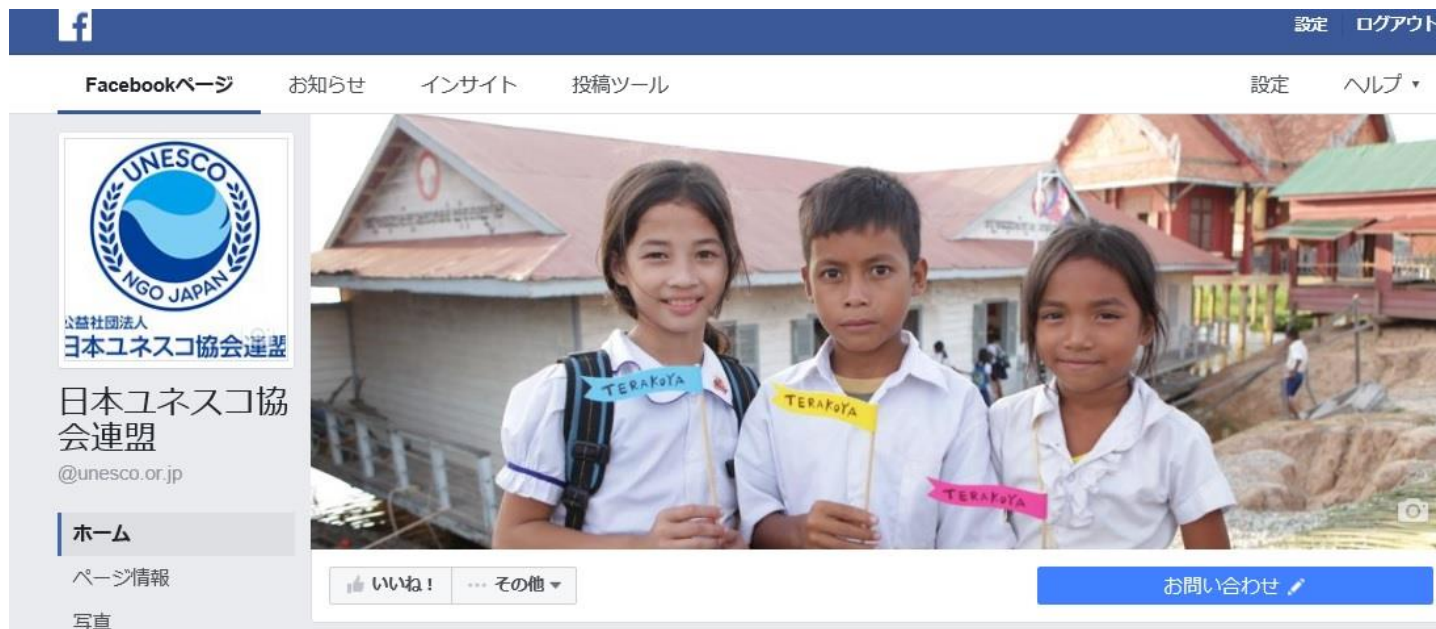 設定 ログアウト
Facebookページ お知らせ インサイト 投稿ツール 設定 ヘルプ
UNESCO
NGO JAPAN
公益社団法人
日本ユネスコ協会連盟
日本ユネスコ協
会連盟
@unesco.or.jp
ホーム
ページ情報
写真
TERAKOYA
TERAKOYA
TERAKOYA
いいね！ … その他
お問い合わせ